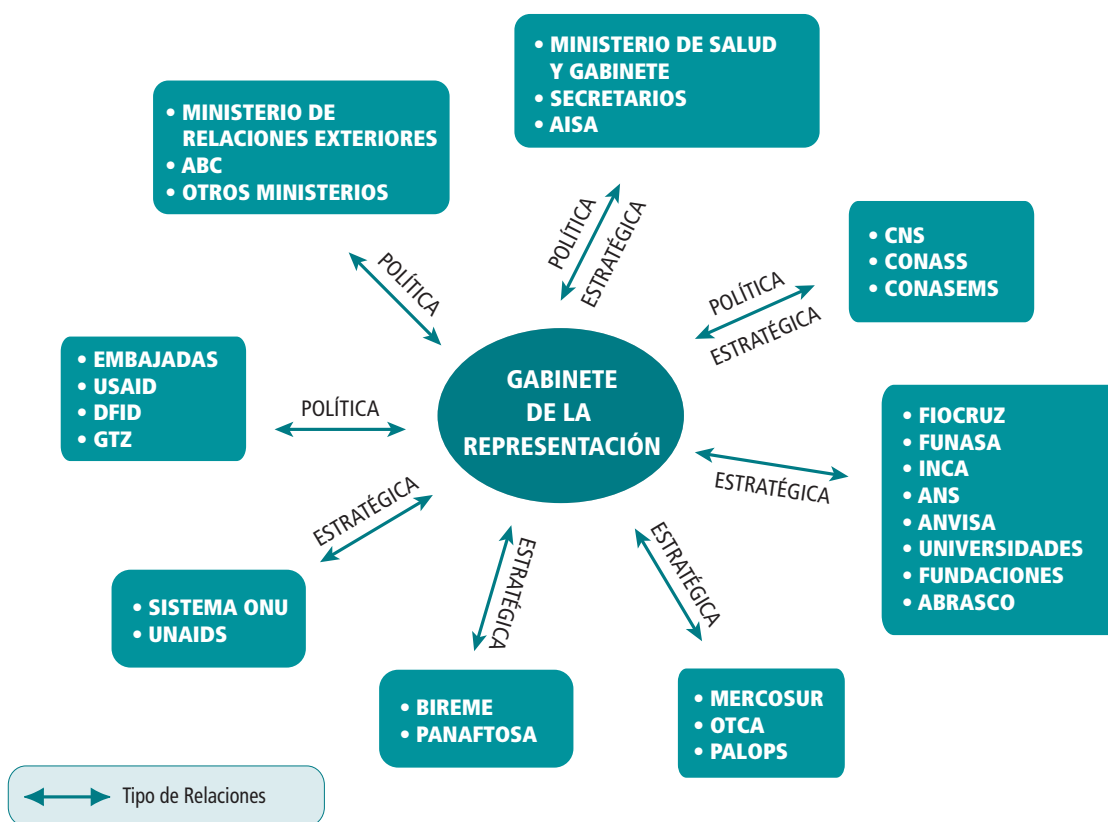 • MINISTERIO DE SALUD
Y GABINETE
• SECRETARIOS
• AISA
• MINISTERIO DE
RELACIONES EXTERIORES
• ABC
• OTROS MINISTERIOS
POLÍTICA
ESTRATÉGICA
POLÍTICA
• CNS
• CONASS
• CONASEMS
POLÍTICA
ESTRATÉGICA
• EMBAJADAS
• USAID
• DFID
• GTZ
POLÍTICA
GABINETE
DE LA
REPRESENTACIÓN
• FIOCRUZ
• FUNASA
• INCA
• ANS
• ANVISA
• UNIVERSIDADES
• FUNDACIONES
• ABRASCO
ESTRATÉGICA
ESTRATÉGICA
ESTRATÉGICA
ESTRATÉGICA
• SISTEMA ONU
• UNAIDS
• BIREME
• PANAFTOSA
• MERCOSUR
• OTCA
• PALOPS
Tipo de Relaciones